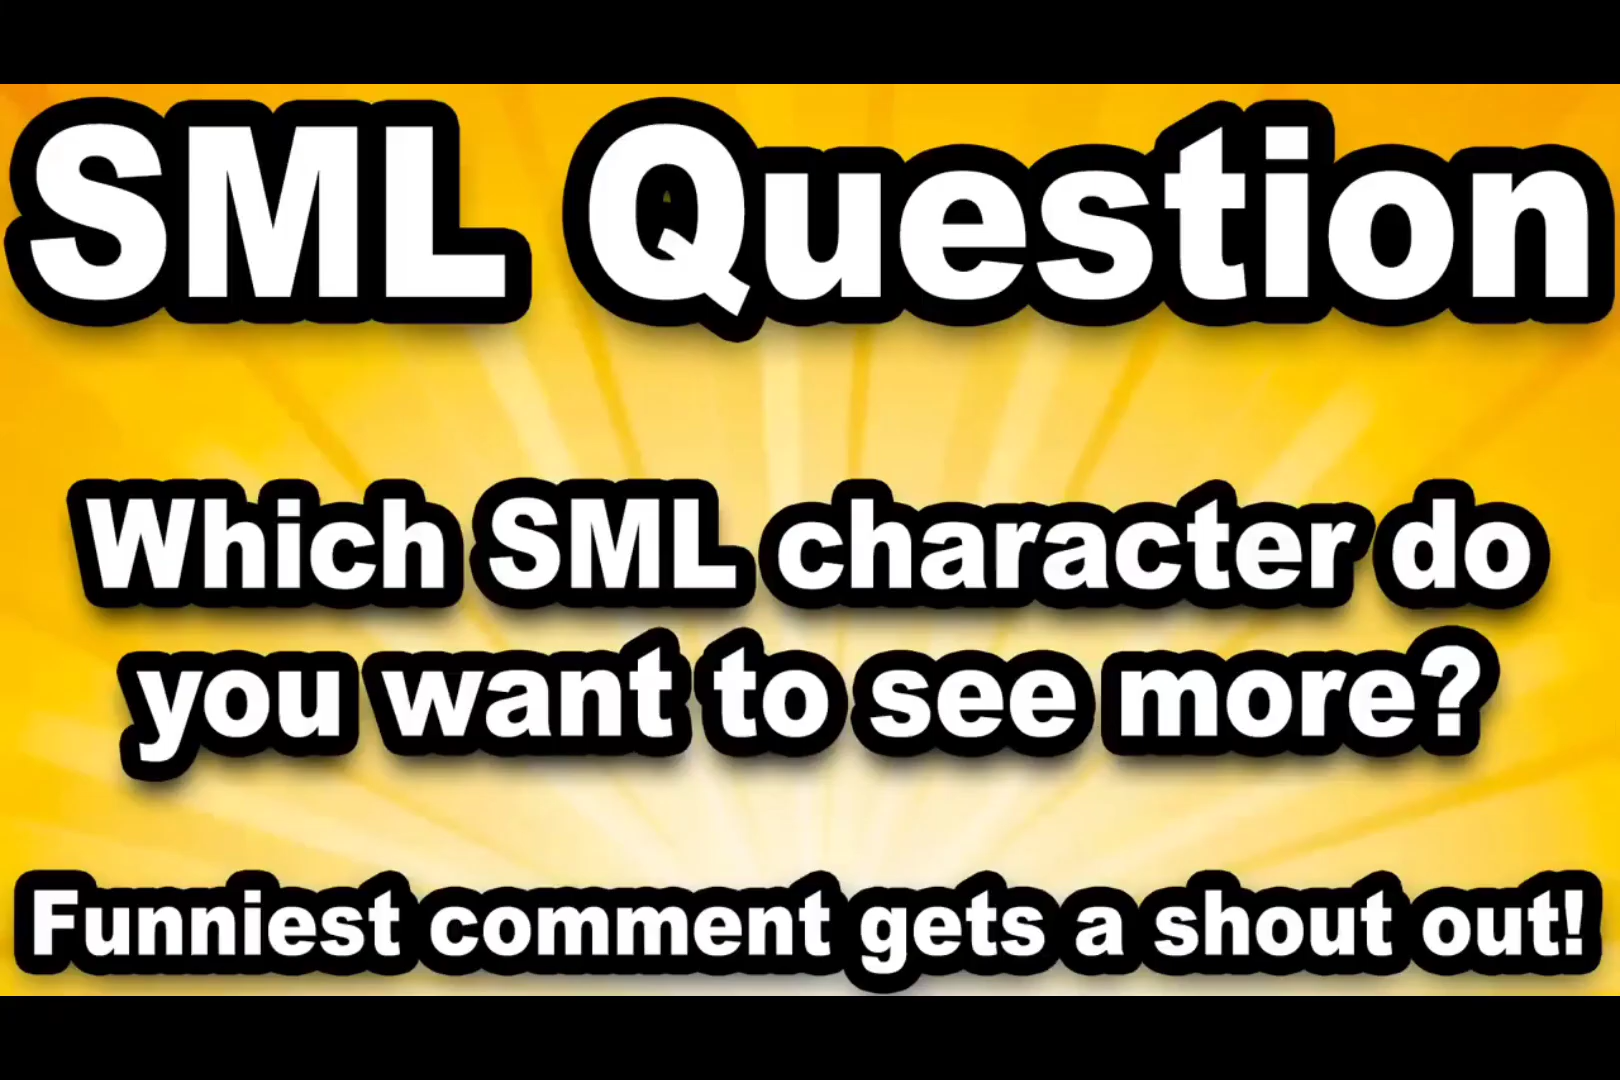 SML Question
Which SML character do
you want to see more?
Funniest comment gets a shout out!